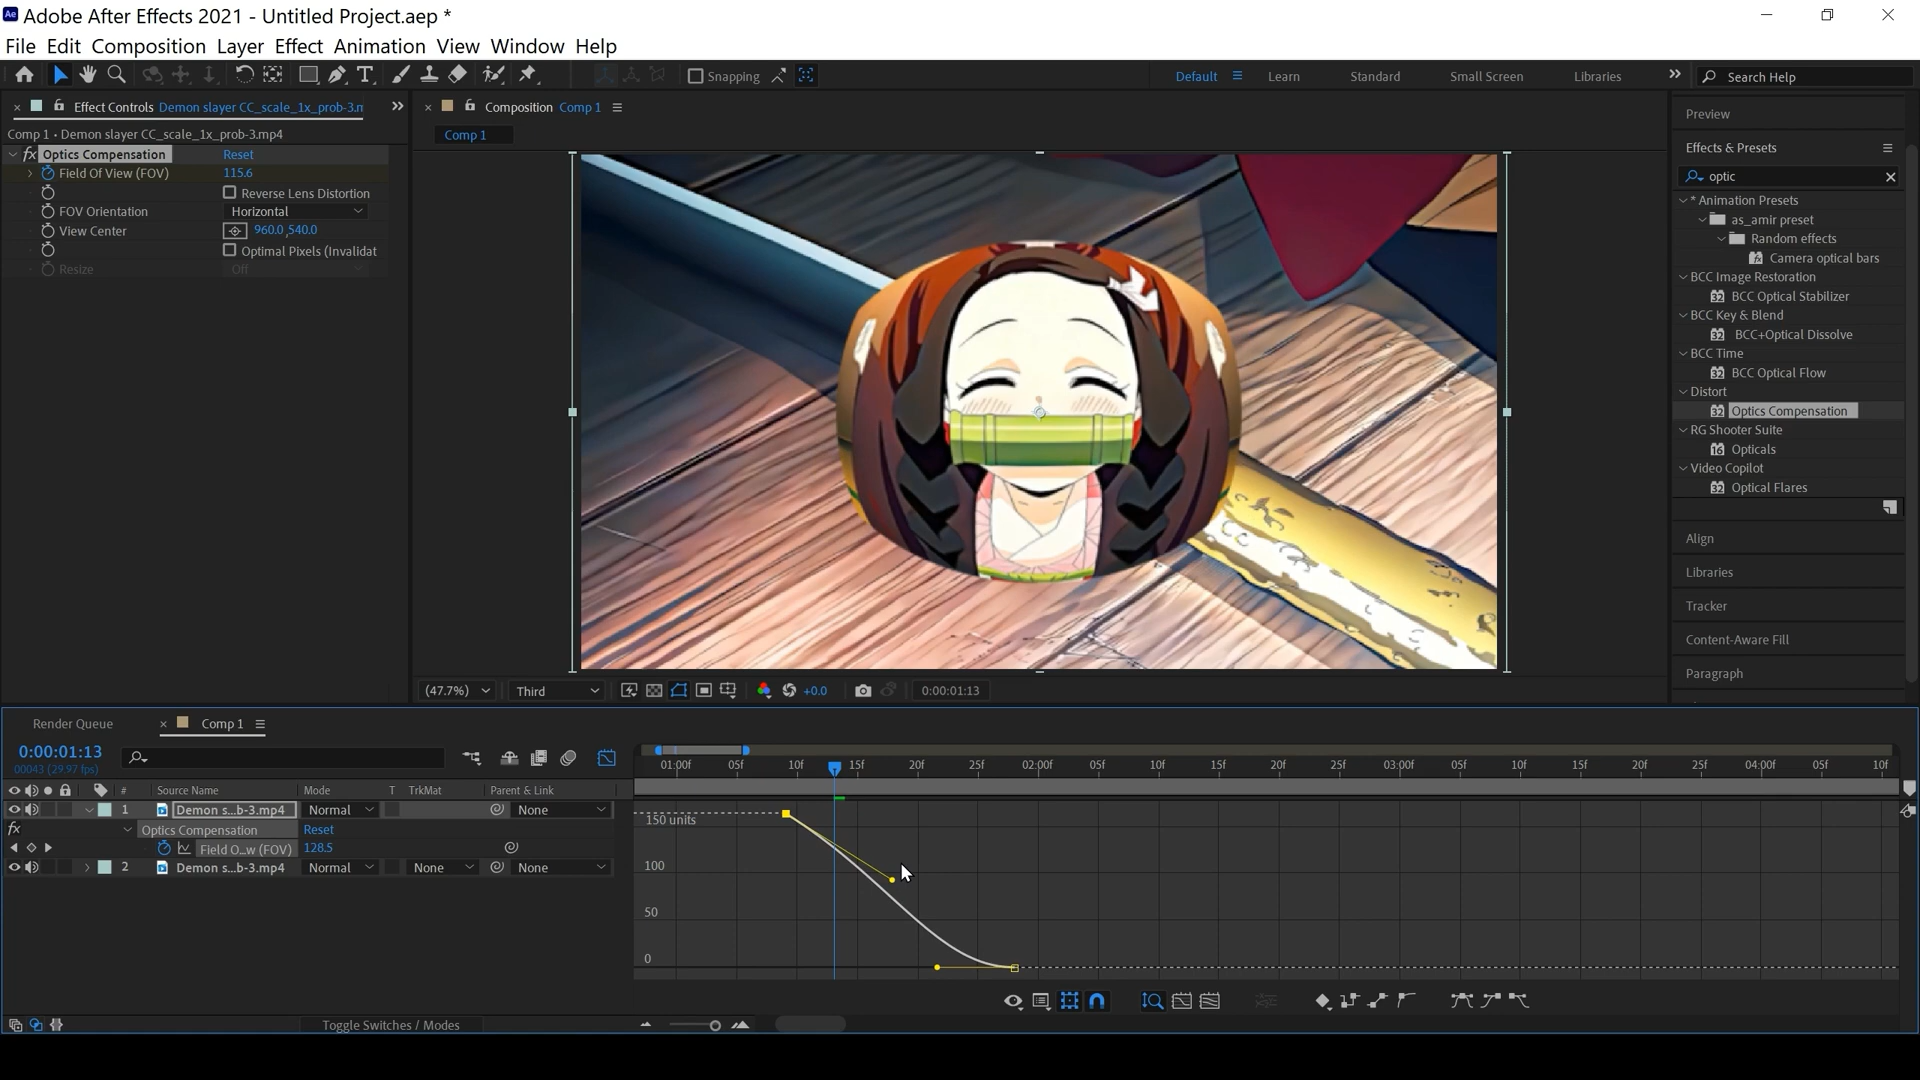 Ae Adobe After Effects 2021 - Untitled Project.aep *
File Edit Composition Layer Effect Animation View Window Help
Snapping
Default Learn Standard Small Screen Libraries Search Help
Effect Controls Demon slayer CC_scale_1x_prob-3.m
Comp 1 • Demon slayer CC_scale_1x_prob-3.mp4
fx Optics Compensation Reset
Field Of View (FOV) 115.6
Reverse Lens Distortion
FOV Orientation Horizontal
View Center 960.0,540.0
Optimal Pixels (Invalidat
Resize Off
Composition Comp 1
Comp 1
(47.7%) Third +0.0 0:00:01:13
Preview
Effects & Presets
optic
* Animation Presets
as_amir preset
Random effects
Camera optical bars
BCC Image Restoration
32 BCC Optical Stabilizer
BCC Key & Blend
32 BCC+Optical Dissolve
BCC Time
32 BCC Optical Flow
Distort
32 Optics Compensation
RG Shooter Suite
16 Opticals
Video Copilot
32 Optical Flares
Align
Libraries
Tracker
Content-Aware Fill
Paragraph
Render Queue Comp 1
0:00:01:13
00043 (29.97 fps)
# Source Name Mode T TrkMat Parent & Link
1 Demon s...b-3.mp4 Normal None
fx Optics Compensation Reset
Field O...w (FOV) 128.5
2 Demon s...b-3.mp4 Normal None None
01:00f 05f 10f 15f 20f 25f 02:00f 05f 10f 15f 20f 25f 03:00f 05f 10f 15f 20f 25f 04:00f 05f 10f
150 units
100
50
0
Toggle Switches / Modes